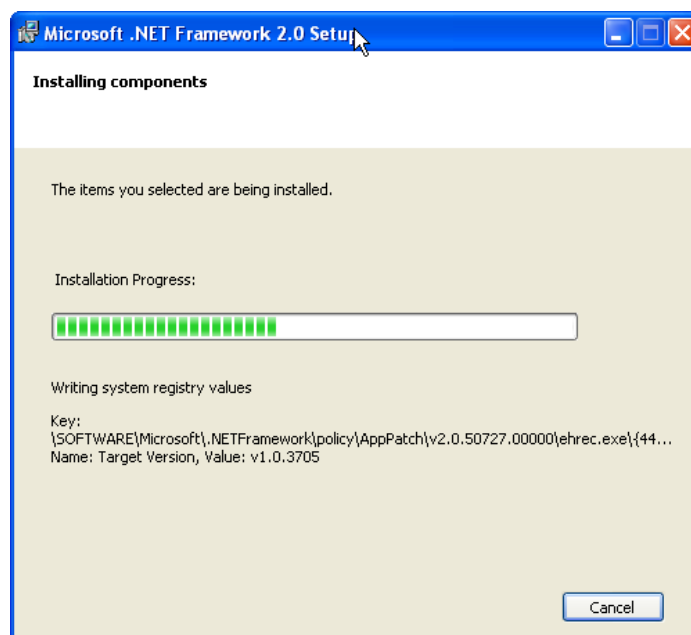 Microsoft .NET Framework 2.0 Setup
Installing components
The items you selected are being installed.
Installation Progress:
Writing system registry values
Key:
\SOFTWARE\Microsoft\.NETFramework\policy\AppPatch\v2.0.50727.00000\ehrec.exe\{44...
Name: Target Version, Value: v1.0.3705
Cancel